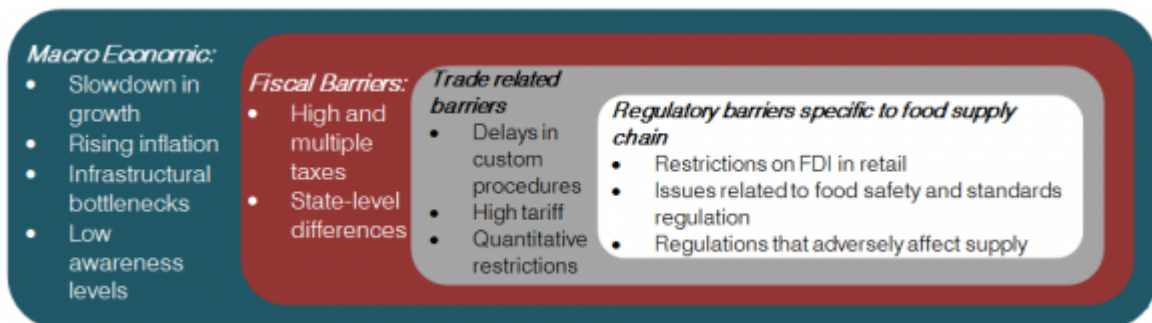 Macro Economic:
• Slowdown in
growth
• Rising inflation
• Infrastructural
bottlenecks
• Low
awareness
levels
Fiscal Barriers:
• High and
multiple
taxes
• State-level
differences
Trade related
barriers
• Delays in
custom
procedures
• High tariff
• Quantitative
restrictions
Regulatory barriers specific to food supply
chain
• Restrictions on FDI in retail
• Issues related to food safety and standards
regulation
• Regulations that adversely affect supply